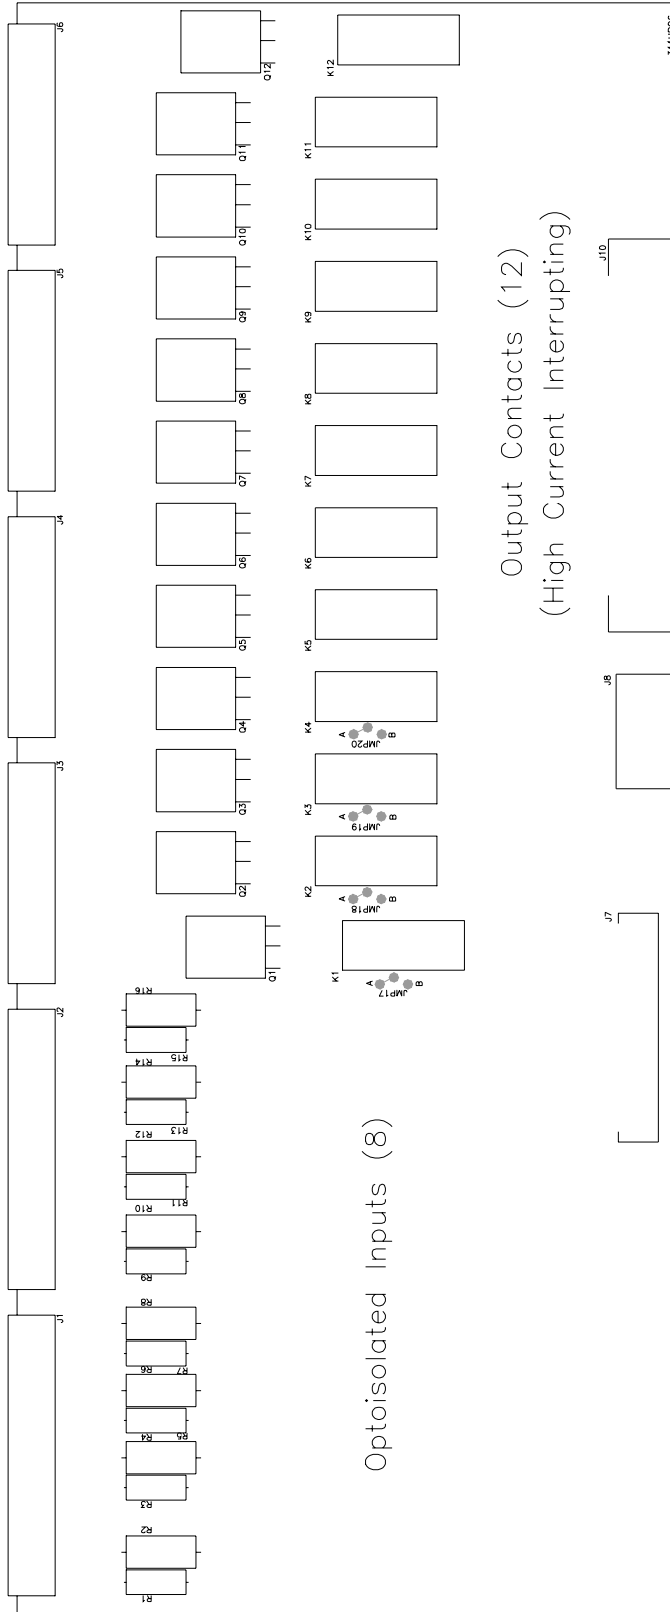 J6
Q12
K12
Q11
K11
Q10
K10
J10
J5
Q9
K9
Q8
K8
Q7
K7
Output Contacts (12)
(High Current Interrupting)
J4
Q6
K6
Q5
K5
Q4
K4
A
JMP20
B
J8
J3
Q3
K3
A
JMP19
B
Q2
K2
A
JMP18
B
J7
Q1
K1
A
JMP17
B
J2
R16
R15
R14
R13
R12
R11
R10
R9
Optoisolated Inputs (8)
J1
R8
R7
R6
R5
R4
R3
R2
R1